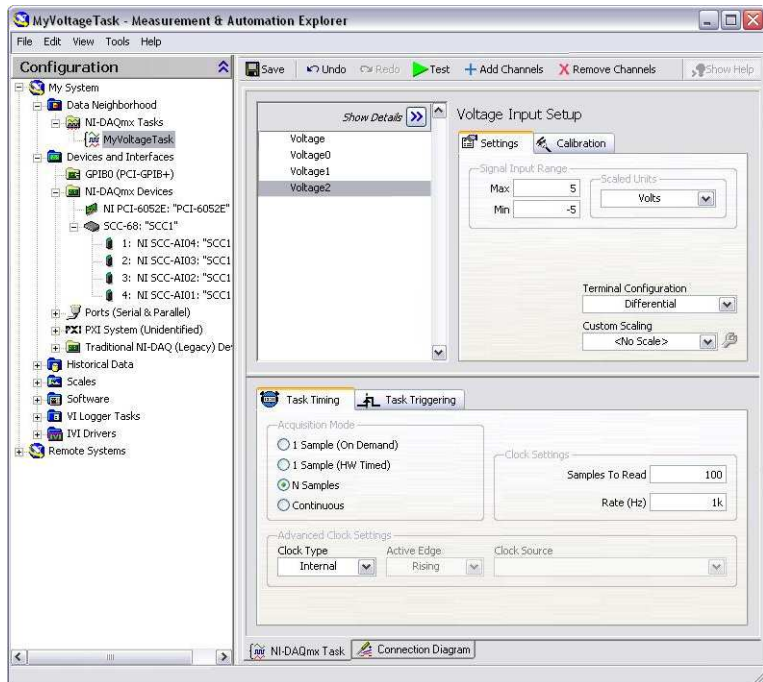 MyVoltageTask - Measurement & Automation Explorer
File Edit View Tools Help
Configuration
My System
Data Neighborhood
NI-DAQmx Tasks
MyVoltageTask
Devices and Interfaces
GPIB0 (PCI-GPIB+)
NI-DAQmx Devices
NI PCI-6052E: "PCI-6052E"
SCC-68: "SCC1"
1: NI SCC-AI04: "SCC1
2: NI SCC-AI03: "SCC1
3: NI SCC-AI02: "SCC1
4: NI SCC-AI01: "SCC1
Ports (Serial & Parallel)
PXI PXI System (Unidentified)
Traditional NI-DAQ (Legacy) De
Historical Data
Scales
Software
VI Logger Tasks
IVI Drivers
Remote Systems
Save Undo Redo Test Add Channels Remove Channels Show Help
Show Details
Voltage
Voltage0
Voltage1
Voltage2
Voltage Input Setup
Settings Calibration
Signal Input Range
Max 5
Min -5
Scaled Units
Volts
Terminal Configuration
Differential
Custom Scaling
<No Scale>
Task Timing Task Triggering
Acquisition Mode
1 Sample (On Demand)
1 Sample (HW Timed)
N Samples
Continuous
Clock Settings
Samples To Read 100
Rate (Hz) 1k
Advanced Clock Settings
Clock Type Active Edge Clock Source
Internal Rising
NI-DAQmx Task Connection Diagram